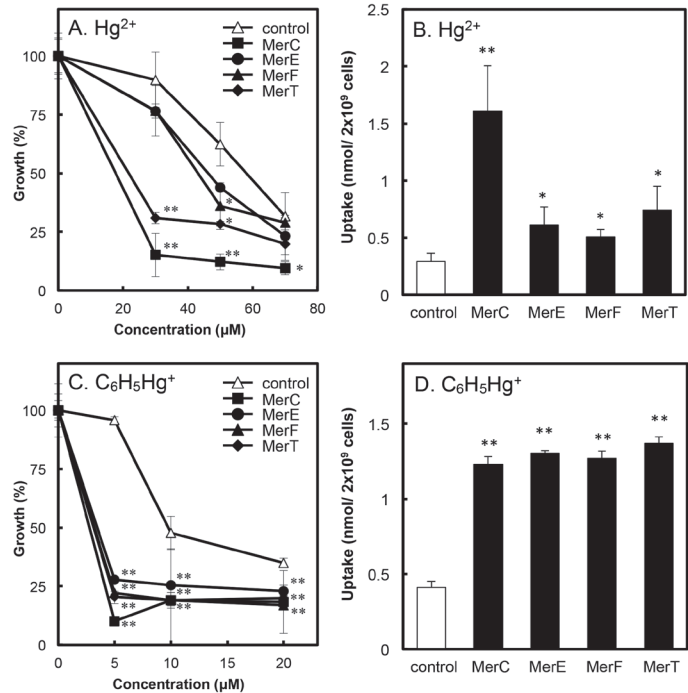 A. Hg²⁺
control
MerC
MerE
MerF
MerT
Growth (%)
100
75
50
25
0
**
**
*
*
**
*
0 20 40 60 80
Concentration (µM)
B. Hg²⁺
Uptake (nmol/ 2x10⁹ cells)
2.5
2
1.5
1
0.5
0
**
*
*
*
control MerC MerE MerF MerT
C. C₆H₅Hg⁺
control
MerC
MerE
MerF
MerT
Growth (%)
100
75
50
25
0
**
**
**
**
**
**
**
**
**
**
0 5 10 15 20
Concentration (µM)
D. C₆H₅Hg⁺
Uptake (nmol/ 2x10⁹ cells)
1.5
1
0.5
0
**
**
**
**
control MerC MerE MerF MerT